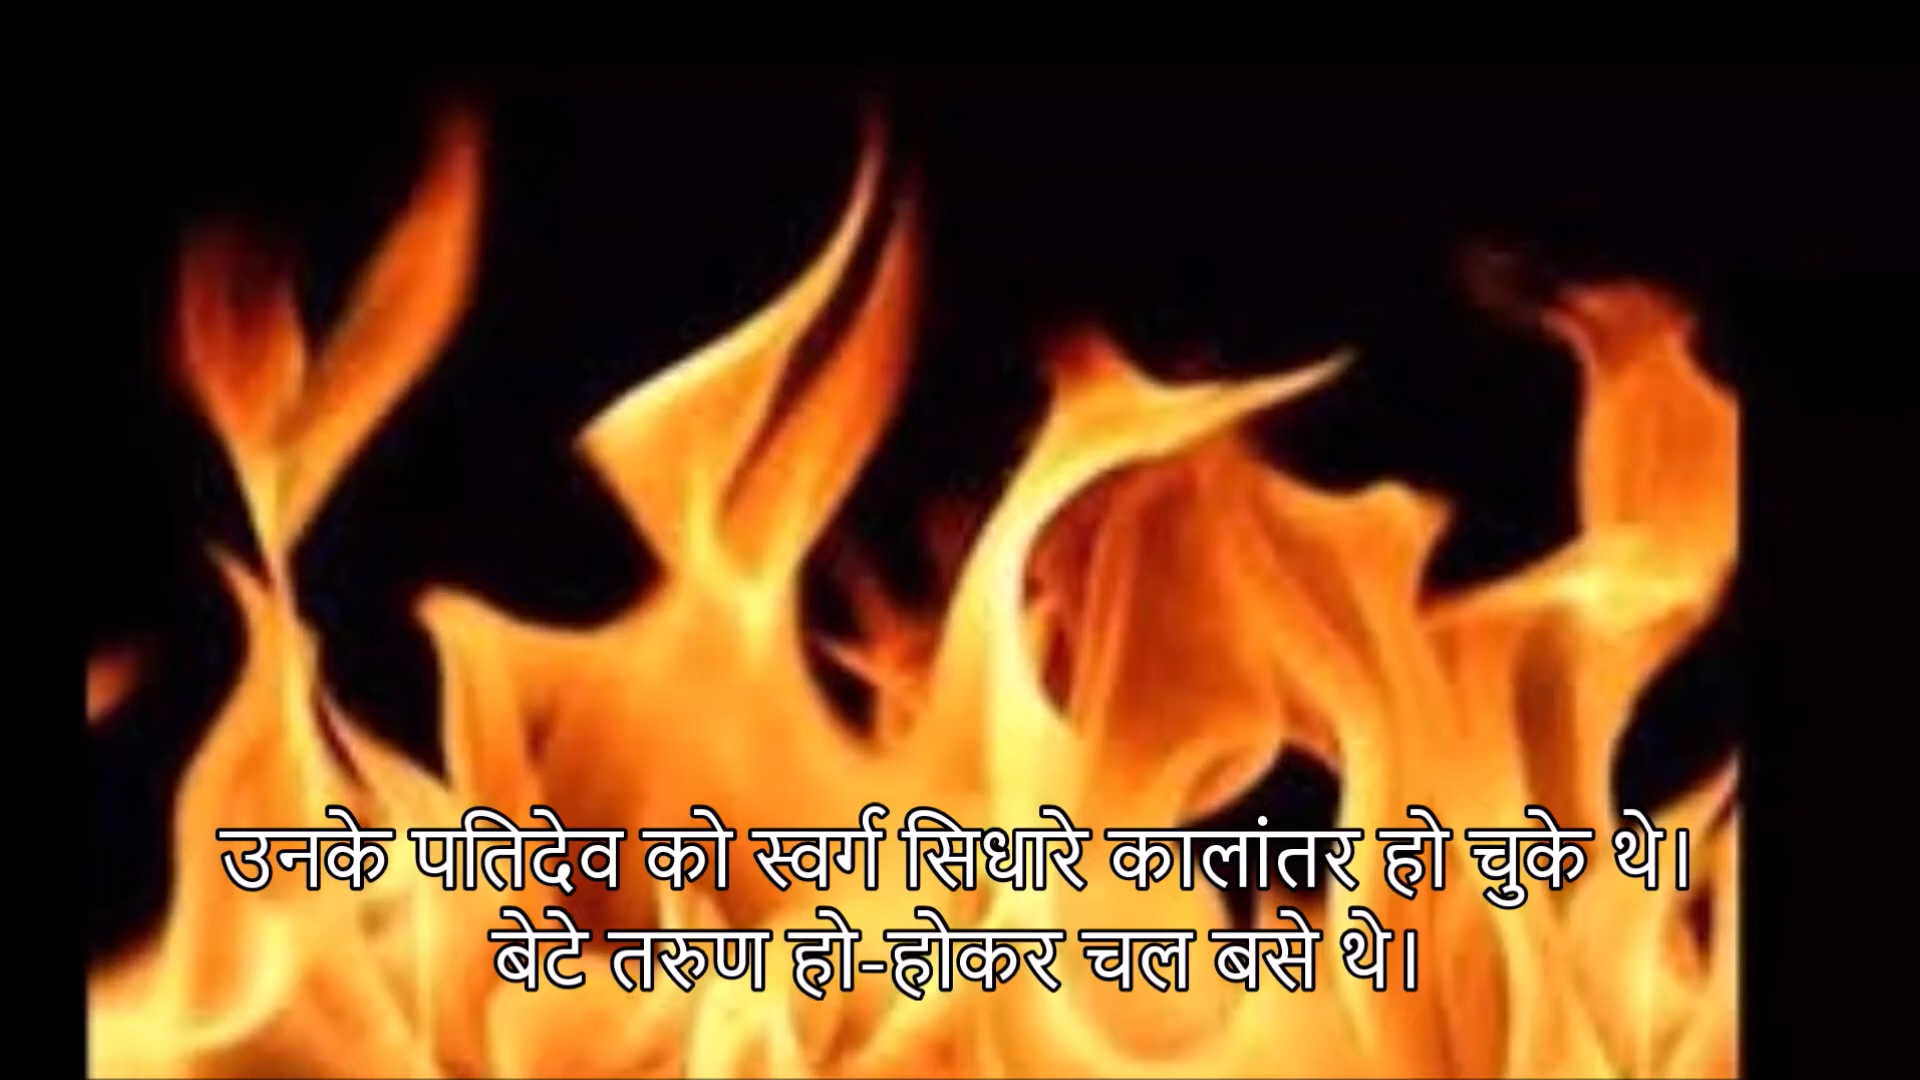 उनके पतिदेव को स्वर्ग सिधारे कालांतर हो चुके थे।
बेटे तरुण हो-होकर चल बसे थे।